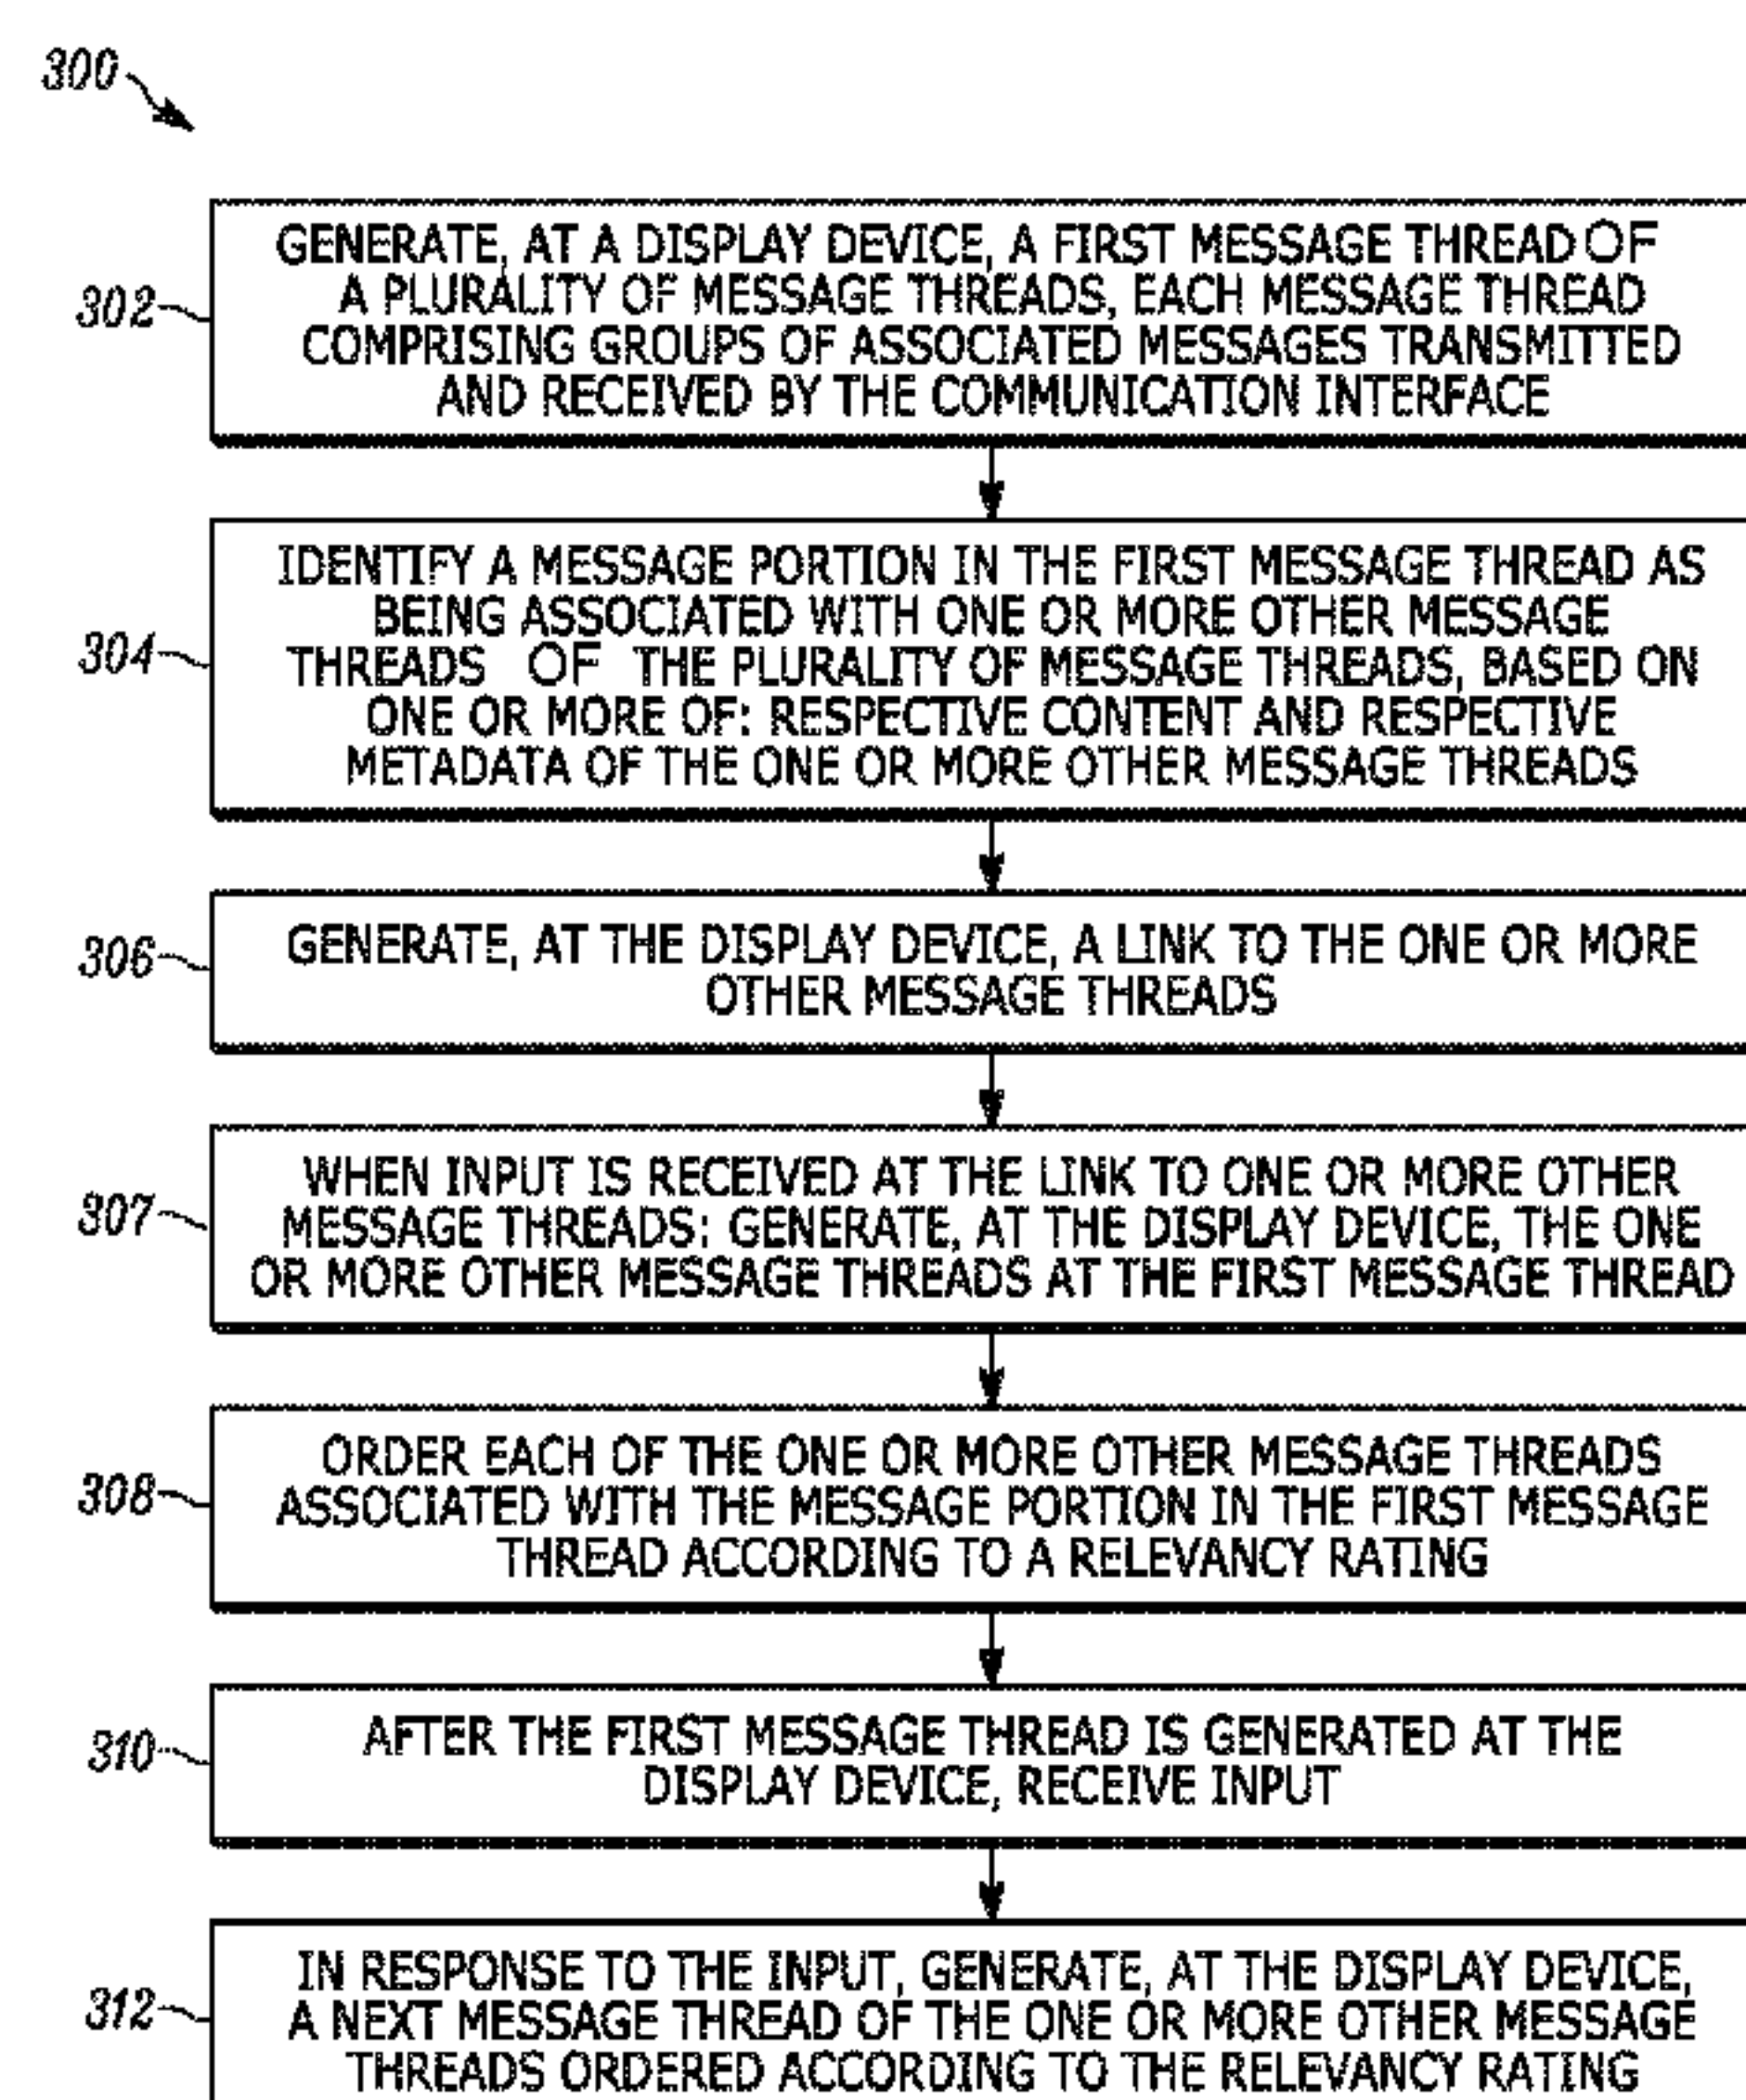 300
302
GENERATE, AT A DISPLAY DEVICE, A FIRST MESSAGE THREAD OF
A PLURALITY OF MESSAGE THREADS, EACH MESSAGE THREAD
COMPRISING GROUPS OF ASSOCIATED MESSAGES TRANSMITTED
AND RECEIVED BY THE COMMUNICATION INTERFACE
304
IDENTIFY A MESSAGE PORTION IN THE FIRST MESSAGE THREAD AS
BEING ASSOCIATED WITH ONE OR MORE OTHER MESSAGE
THREADS OF THE PLURALITY OF MESSAGE THREADS, BASED ON
ONE OR MORE OF: RESPECTIVE CONTENT AND RESPECTIVE
METADATA OF THE ONE OR MORE OTHER MESSAGE THREADS
306
GENERATE, AT THE DISPLAY DEVICE, A LINK TO THE ONE OR MORE
OTHER MESSAGE THREADS
307
WHEN INPUT IS RECEIVED AT THE LINK TO ONE OR MORE OTHER
MESSAGE THREADS: GENERATE, AT THE DISPLAY DEVICE, THE ONE
OR MORE OTHER MESSAGE THREADS AT THE FIRST MESSAGE THREAD
308
ORDER EACH OF THE ONE OR MORE OTHER MESSAGE THREADS
ASSOCIATED WITH THE MESSAGE PORTION IN THE FIRST MESSAGE
THREAD ACCORDING TO A RELEVANCY RATING
310
AFTER THE FIRST MESSAGE THREAD IS GENERATED AT THE
DISPLAY DEVICE, RECEIVE INPUT
312
IN RESPONSE TO THE INPUT, GENERATE, AT THE DISPLAY DEVICE,
A NEXT MESSAGE THREAD OF THE ONE OR MORE OTHER MESSAGE
THREADS ORDERED ACCORDING TO THE RELEVANCY RATING